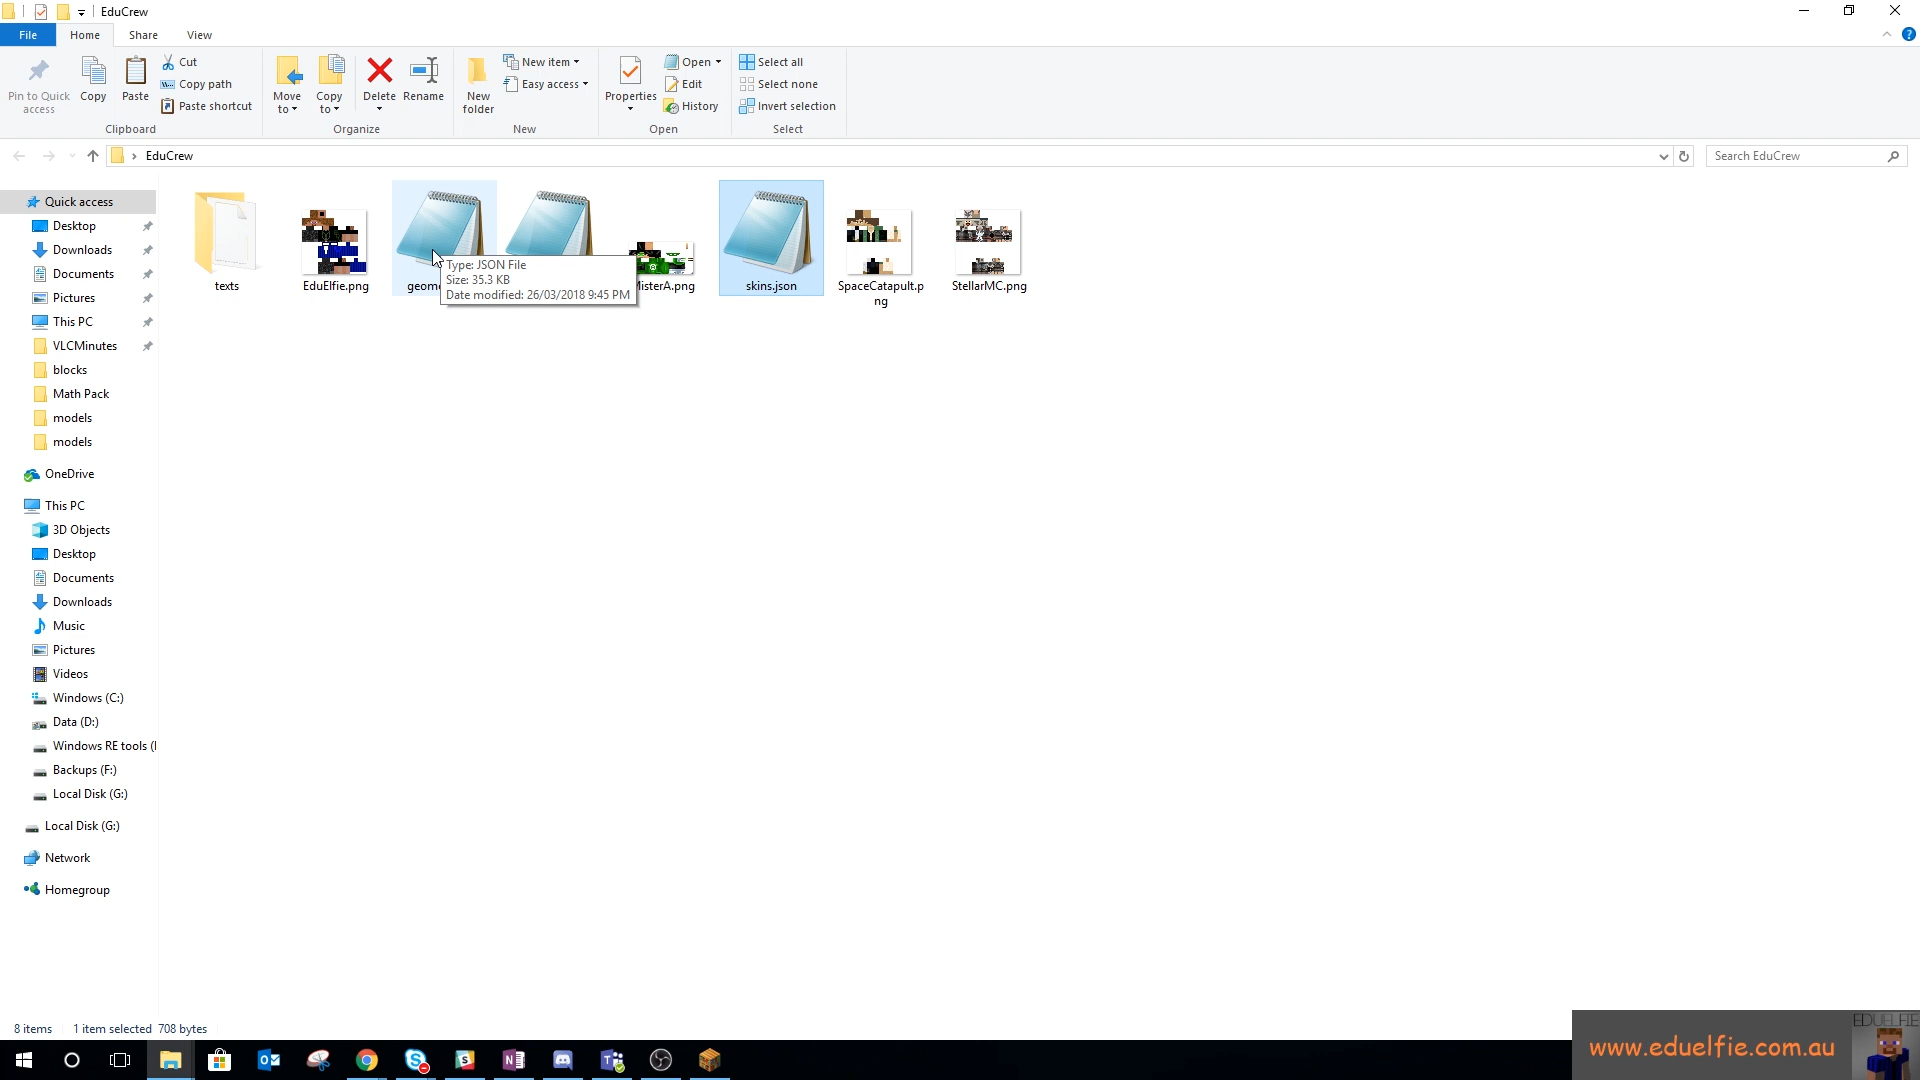 EduCrew
File
Home
Share
View
Pin to Quick
access
Copy
Paste
Cut
Copy path
Paste shortcut
Clipboard
Move
to
Copy
to
Delete
Rename
Organize
New
folder
New item
Easy access
New
Properties
Open
Edit
History
Open
Select all
Select none
Invert selection
Select
EduCrew
Search EduCrew
Quick access
Desktop
Downloads
Documents
Pictures
This PC
VLCMinutes
blocks
Math Pack
models
models
OneDrive
This PC
3D Objects
Desktop
Documents
Downloads
Music
Pictures
Videos
Windows (C:)
Data (D:)
Windows RE tools (
Backups (F:)
Local Disk (G:)
Local Disk (G:)
Network
Homegroup
texts
EduElfie.png
geom
Type: JSON File
Size: 35.3 KB
Date modified: 26/03/2018 9:45 PM
MisterA.png
skins.json
SpaceCatapult.p
ng
StellarMC.png
8 items
1 item selected 708 bytes
EDUELFIE
www.eduelfie.com.au